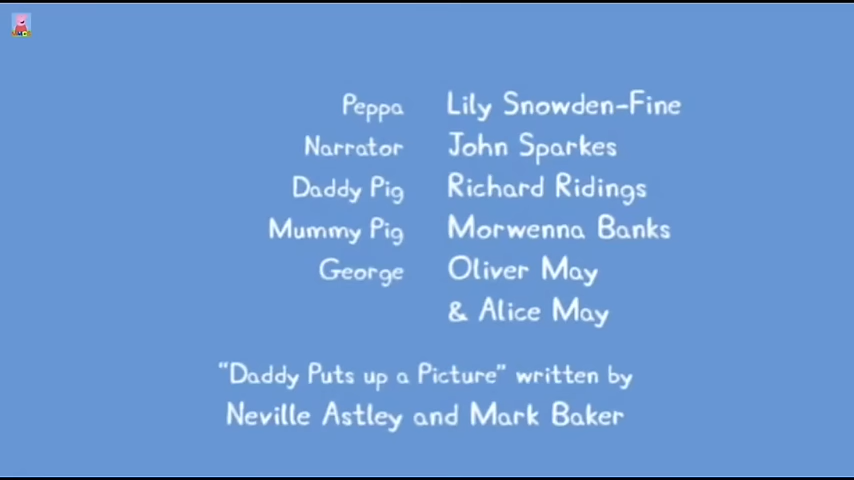 Peppa Lily Snowden-Fine
Narrator John Sparkes
Daddy Pig Richard Ridings
Mummy Pig Morwenna Banks
George Oliver May
& Alice May
"Daddy Puts up a Picture" written by
Neville Astley and Mark Baker